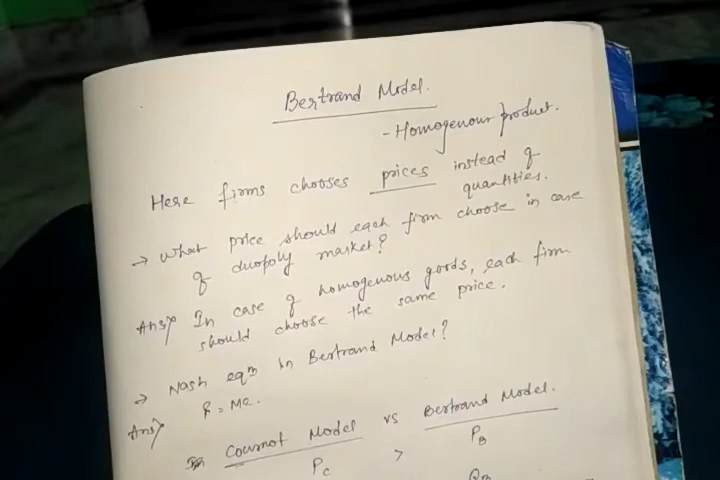 Bertrand Model.
- Homogenour product.
Here firms chooses prices instead of quantities.
→ What price should each firm choose in case
of duopoly market?
Ans⟩ In case of homogenous goods, each firm
should choose the same price.
→ Nash eqm in Bertrand Model?
Ans⟩ = MC.
Cournot Model vs Bertrand Model.
Pc > PB
QB